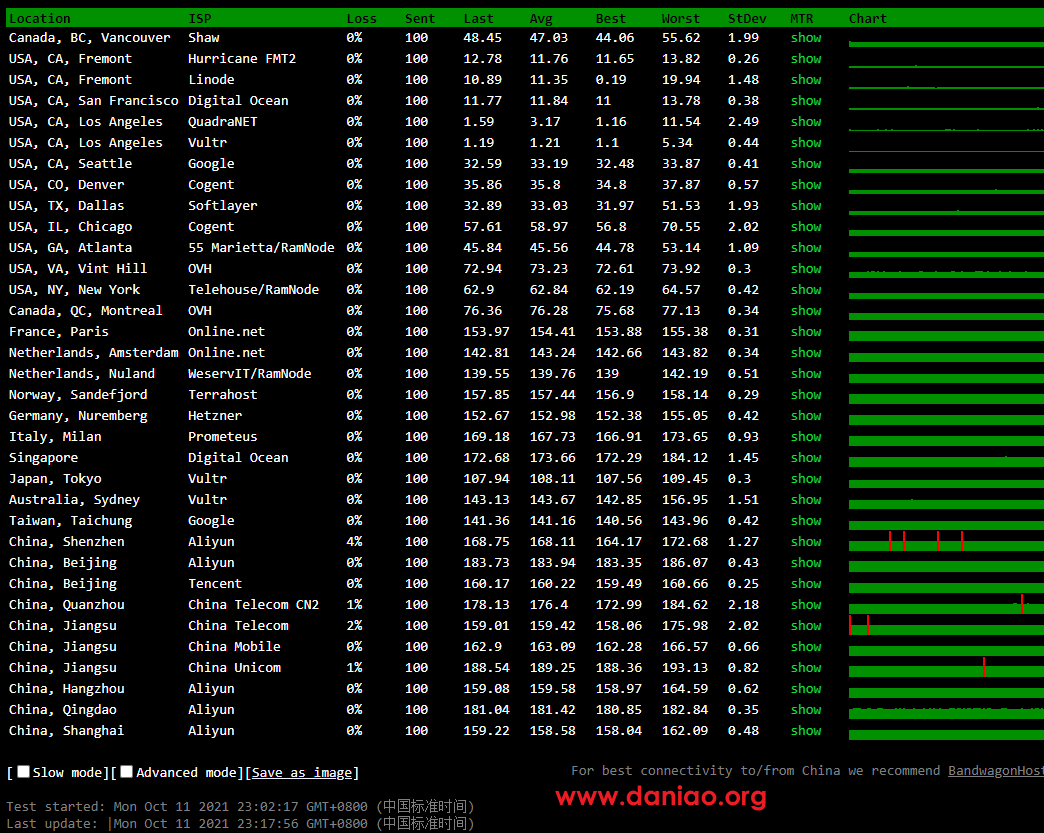 Location ISP Loss Sent Last Avg Best Worst StDev MTR Chart
Canada, BC, Vancouver Shaw 0% 100 48.45 47.03 44.06 55.62 1.99 show
USA, CA, Fremont Hurricane FMT2 0% 100 12.78 11.76 11.65 13.82 0.26 show
USA, CA, Fremont Linode 0% 100 10.89 11.35 0.19 19.94 1.48 show
USA, CA, San Francisco Digital Ocean 0% 100 11.77 11.84 11 13.78 0.38 show
USA, CA, Los Angeles QuadraNET 0% 100 1.59 3.17 1.16 11.54 2.49 show
USA, CA, Los Angeles Vultr 0% 100 1.19 1.21 1.1 5.34 0.44 show
USA, CA, Seattle Google 0% 100 32.59 33.19 32.48 33.87 0.41 show
USA, CO, Denver Cogent 0% 100 35.86 35.8 34.8 37.87 0.57 show
USA, TX, Dallas Softlayer 0% 100 32.89 33.03 31.97 51.53 1.93 show
USA, IL, Chicago Cogent 0% 100 57.61 58.97 56.8 70.55 2.02 show
USA, GA, Atlanta 55 Marietta/RamNode 0% 100 45.84 45.56 44.78 53.14 1.09 show
USA, VA, Vint Hill OVH 0% 100 72.94 73.23 72.61 73.92 0.3 show
USA, NY, New York Telehouse/RamNode 0% 100 62.9 62.84 62.19 64.57 0.42 show
Canada, QC, Montreal OVH 0% 100 76.36 76.28 75.68 77.13 0.34 show
France, Paris Online.net 0% 100 153.97 154.41 153.88 155.38 0.31 show
Netherlands, Amsterdam Online.net 0% 100 142.81 143.24 142.66 143.82 0.34 show
Netherlands, Nuland WeservIT/RamNode 0% 100 139.55 139.76 139 142.19 0.51 show
Norway, Sandefjord Terrahost 0% 100 157.85 157.44 156.9 158.14 0.29 show
Germany, Nuremberg Hetzner 0% 100 152.67 152.98 152.38 155.05 0.42 show
Italy, Milan Prometeus 0% 100 169.18 167.73 166.91 173.65 0.93 show
Singapore Digital Ocean 0% 100 172.68 173.66 172.29 184.12 1.45 show
Japan, Tokyo Vultr 0% 100 107.94 108.11 107.56 109.45 0.3 show
Australia, Sydney Vultr 0% 100 143.13 143.67 142.85 156.95 1.51 show
Taiwan, Taichung Google 0% 100 141.36 141.16 140.56 143.96 0.42 show
China, Shenzhen Aliyun 4% 100 168.75 168.11 164.17 172.68 1.27 show
China, Beijing Aliyun 0% 100 183.73 183.94 183.35 186.07 0.43 show
China, Beijing Tencent 0% 100 160.17 160.22 159.49 160.66 0.25 show
China, Quanzhou China Telecom CN2 1% 100 178.13 176.4 172.99 184.62 2.18 show
China, Jiangsu China Telecom 2% 100 159.01 159.42 158.06 175.98 2.02 show
China, Jiangsu China Mobile 0% 100 162.9 163.09 162.28 166.57 0.66 show
China, Jiangsu China Unicom 1% 100 188.54 189.25 188.36 193.13 0.82 show
China, Hangzhou Aliyun 0% 100 159.08 159.58 158.97 164.59 0.62 show
China, Qingdao Aliyun 0% 100 181.04 181.42 180.85 182.84 0.35 show
China, Shanghai Aliyun 0% 100 159.22 158.58 158.04 162.09 0.48 show
[ Slow mode][ Advanced mode][Save as image] For best connectivity to/from China we recommend BandwagonHost
www.daniao.org
Test started: Mon Oct 11 2021 23:02:17 GMT+0800 (中国标准时间)
Last update: Mon Oct 11 2021 23:17:56 GMT+0800 (中国标准时间)